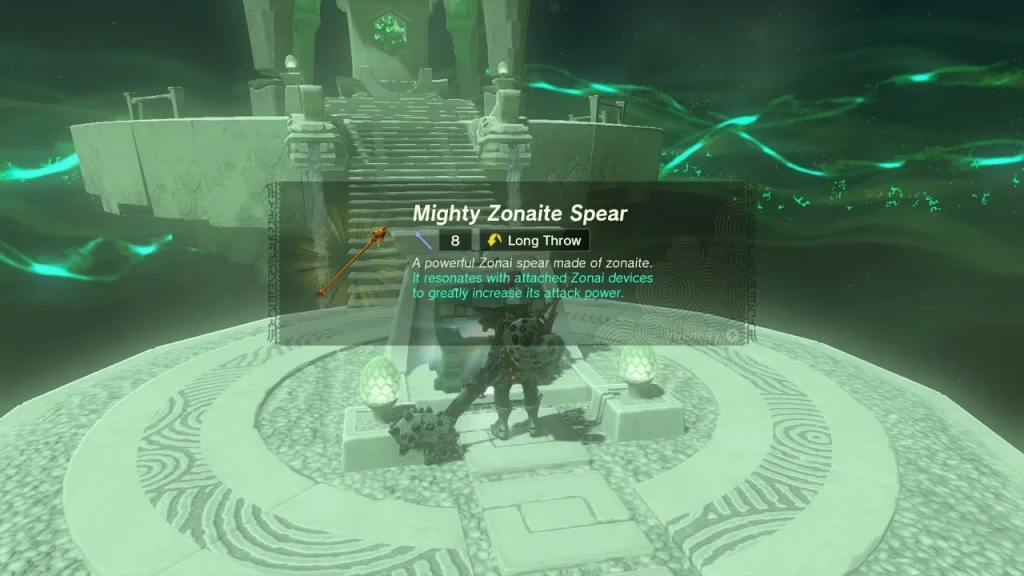 Mighty Zonaite Spear
8 Long Throw
A powerful Zonai spear made of zonaite.
It resonates with attached Zonai devices
to greatly increase its attack power.